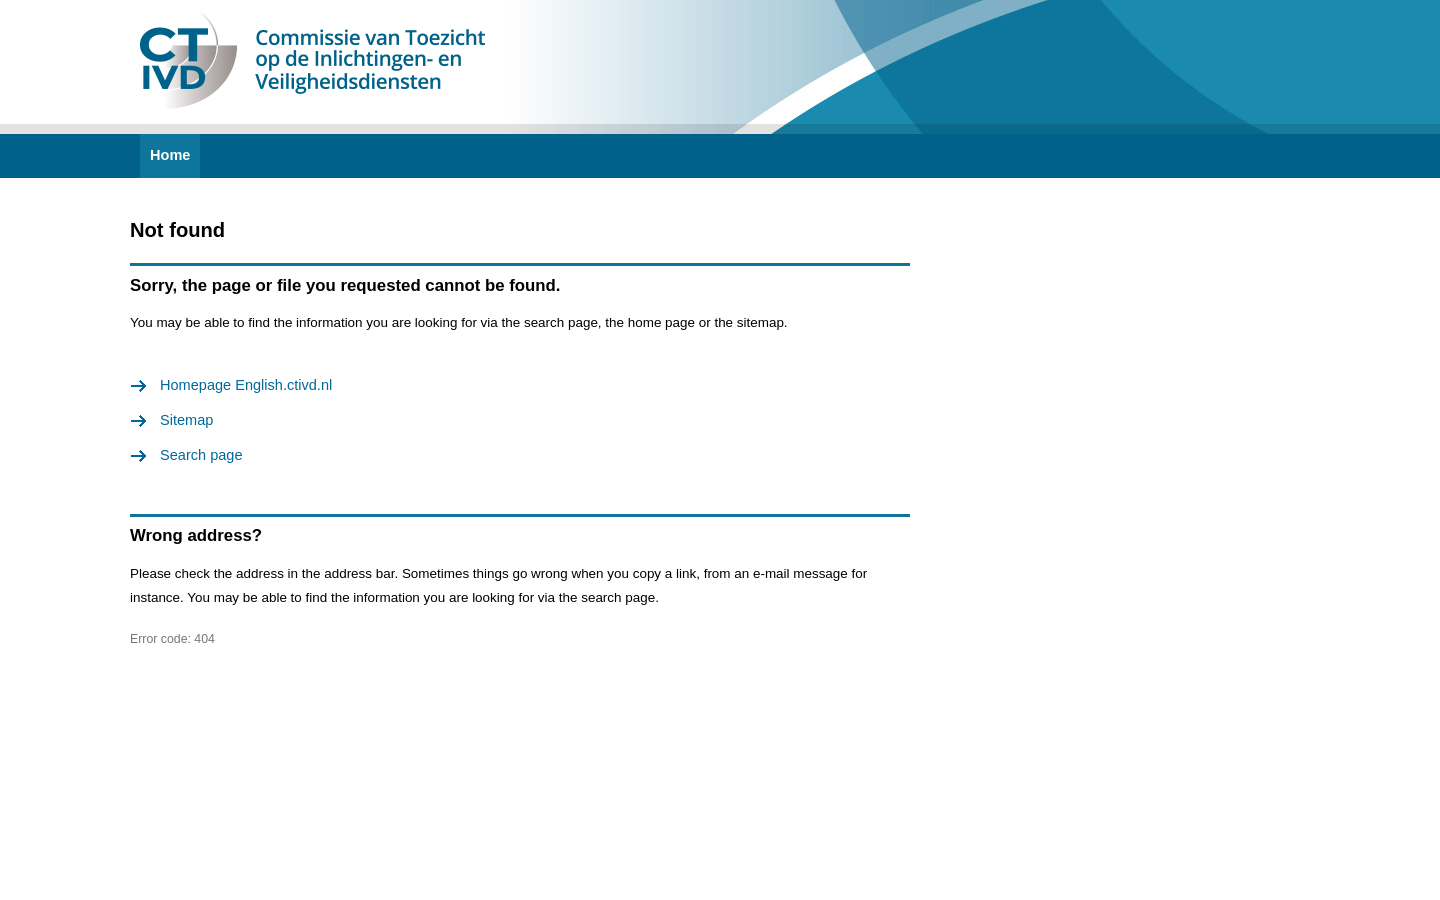 CT
IVD
Commissie van Toezicht
op de Inlichtingen- en
Veiligheidsdiensten
Home
Not found
Sorry, the page or file you requested cannot be found.
You may be able to find the information you are looking for via the search page, the home page or the sitemap.
Homepage English.ctivd.nl
Sitemap
Search page
Wrong address?
Please check the address in the address bar. Sometimes things go wrong when you copy a link, from an e-mail message for
instance. You may be able to find the information you are looking for via the search page.
Error code: 404